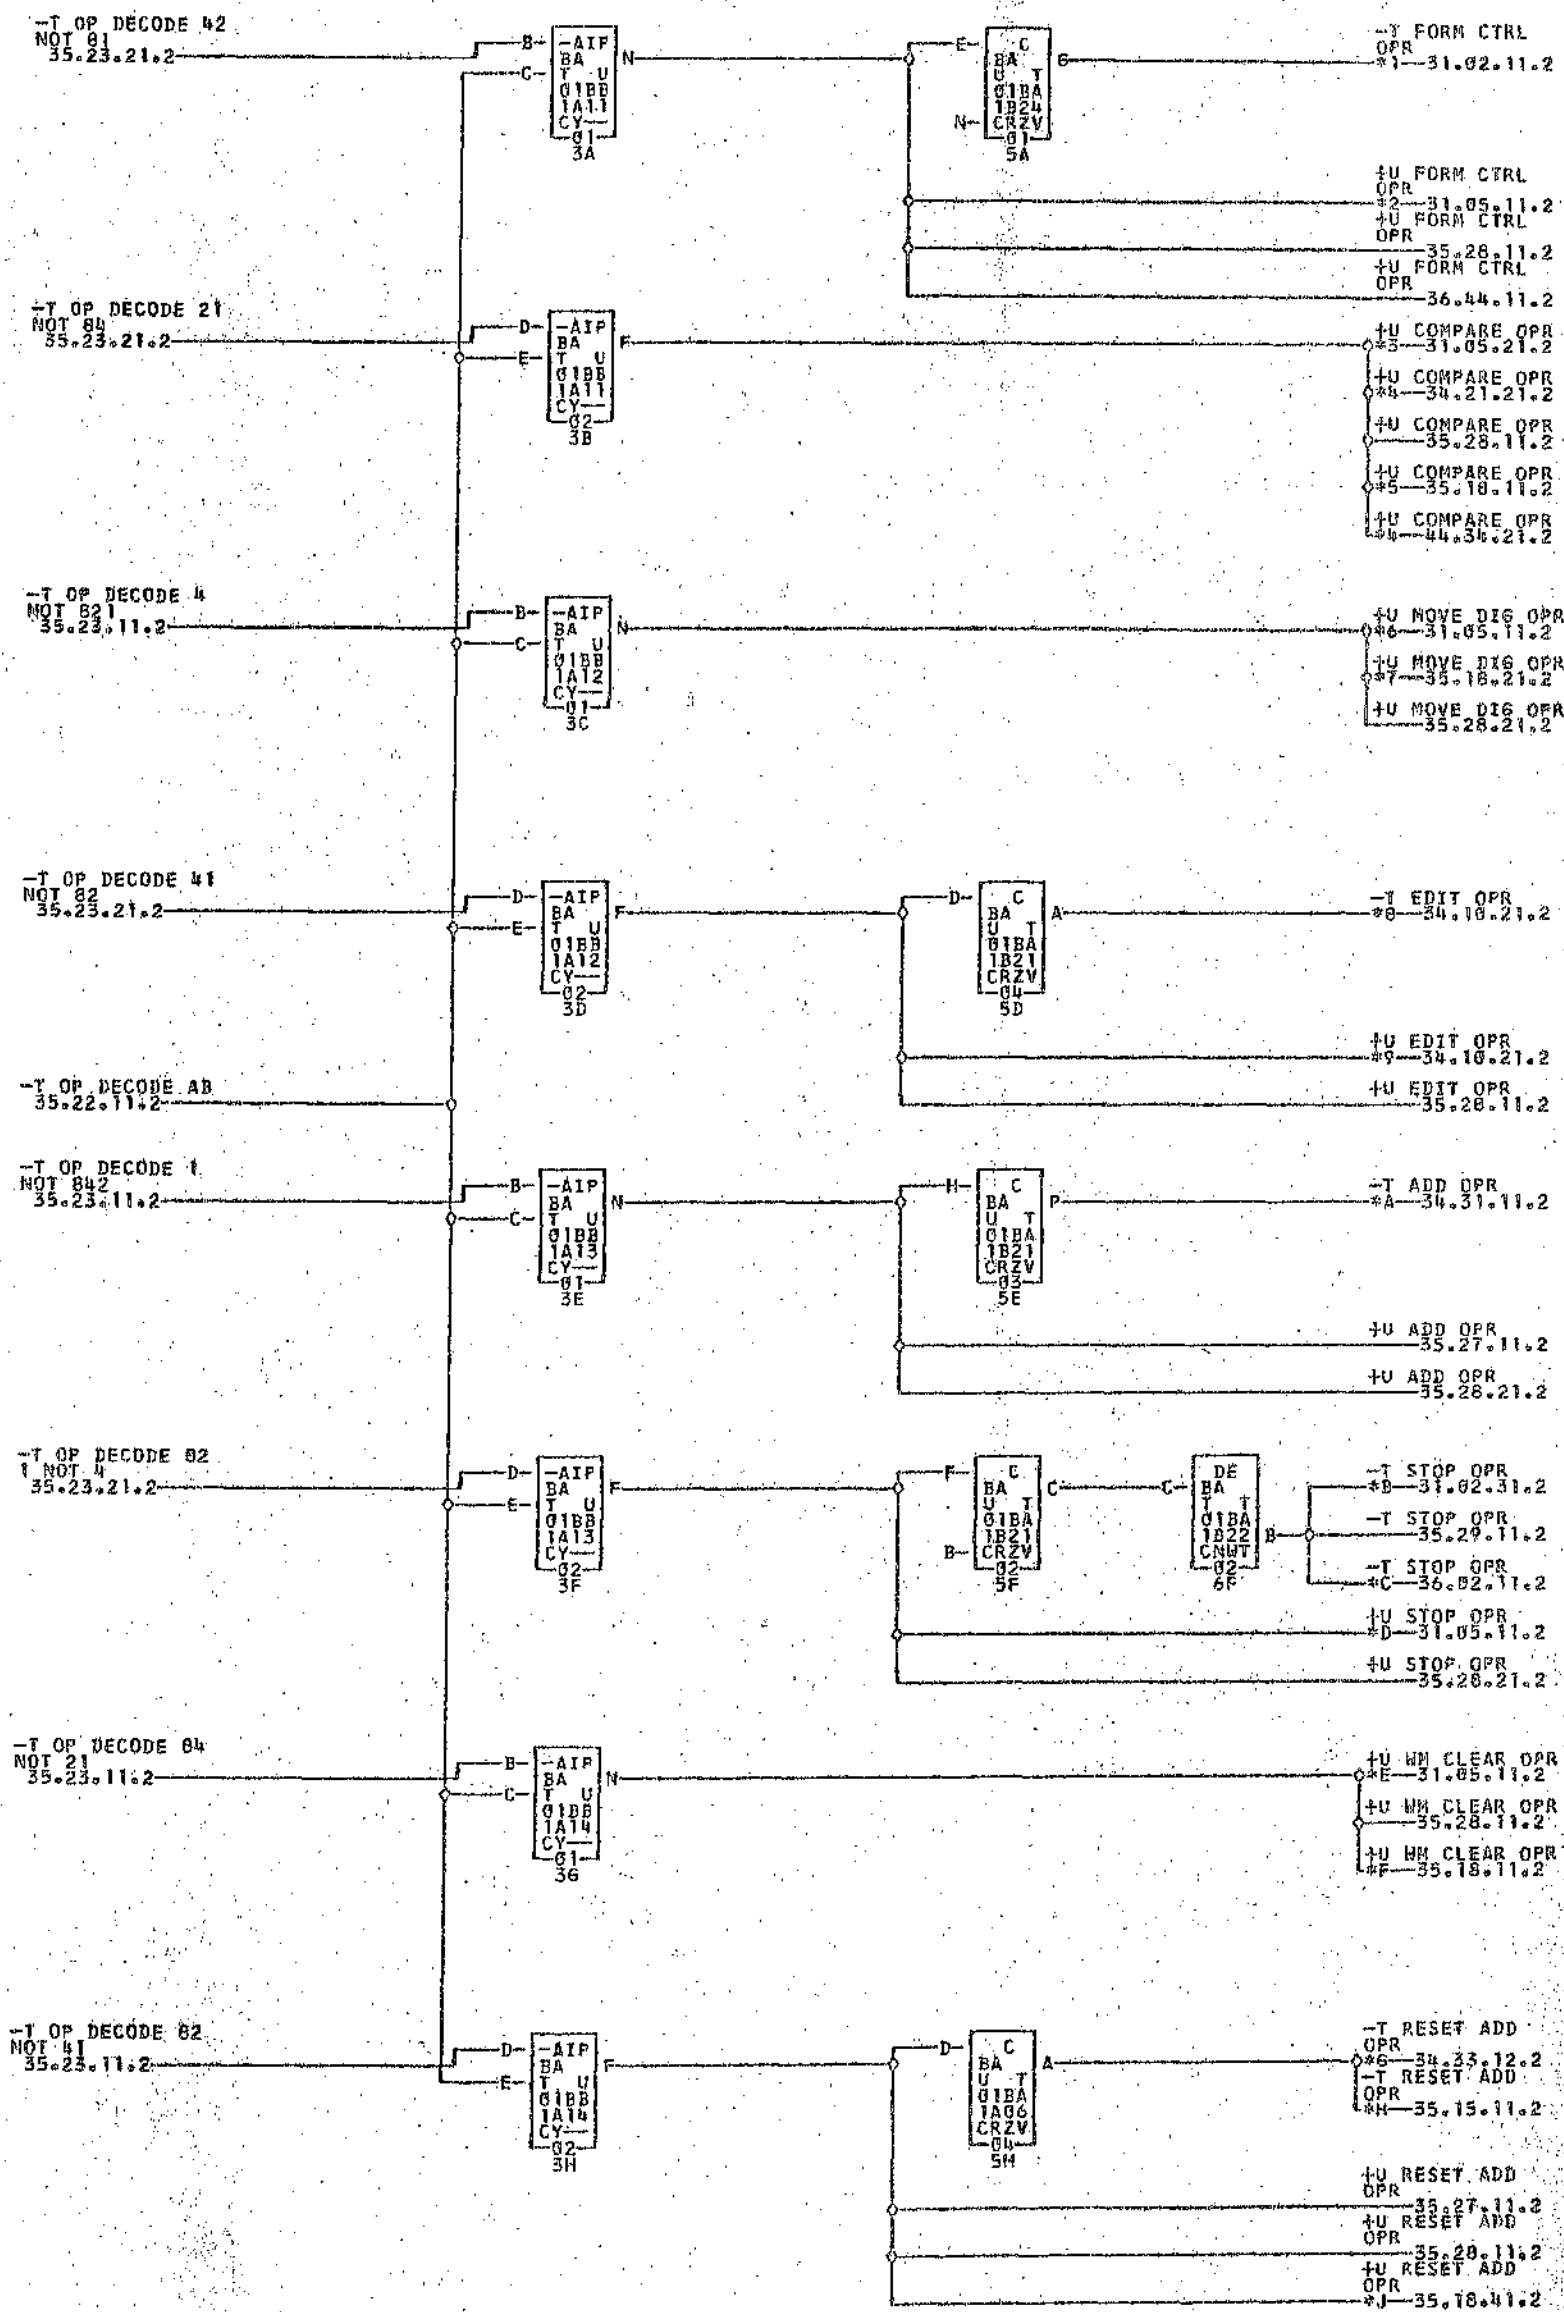 -T OP DECODE 42
NOT 81
35.23.21.2
B
C
-AIP
BA
T U
01BB
1A11
CY--
01
3A
N
E
N
C
BA
U T
01BA
1B24
CRZV
01
5A
G
-T FORM CTRL
OPR
*1 31.02.11.2
+U FORM CTRL
OPR
*2 31.05.11.2
+U FORM CTRL
OPR
35.28.11.2
+U FORM CTRL
OPR
36.44.11.2
-T OP DECODE 21
NOT 84
35.23.21.2
D
E
-AIP
BA
T U
01BB
1A11
CY--
02
3B
F
+U COMPARE OPR
*3 31.05.21.2
+U COMPARE OPR
*4 34.21.21.2
+U COMPARE OPR
35.28.11.2
+U COMPARE OPR
*5 35.18.11.2
+U COMPARE OPR
*4 44.34.21.2
-T OP DECODE 4
NOT 821
35.23.11.2
B
C
-AIP
BA
T U
01BB
1A12
CY--
01
3C
N
+U MOVE DIG OPR
*6 31.05.11.2
+U MOVE DIG OPR
*7 35.18.21.2
+U MOVE DIG OPR
35.28.21.2
-T OP DECODE 41
NOT 82
35.23.21.2
D
E
-AIP
BA
T U
01BB
1A12
CY--
02
3D
F
D
C
BA
U T
01BA
1B21
CRZV
04
5D
A
-T EDIT OPR
*8 34.10.21.2
+U EDIT OPR
*9 34.10.21.2
+U EDIT OPR
35.28.11.2
-T OP DECODE AB
35.22.11.2
-T OP DECODE 1
NOT 842
35.23.11.2
B
C
-AIP
BA
T U
01BB
1A13
CY--
01
3E
N
H
C
BA
U T
01BA
1B21
CRZV
03
5E
P
-T ADD OPR
*A 34.31.11.2
+U ADD OPR
35.27.11.2
+U ADD OPR
35.28.21.2
-T OP DECODE 82
1 NOT 4
35.23.21.2
D
E
-AIP
BA
T U
01BB
1A13
CY--
02
3F
F
F
B
C
BA
U T
01BA
1B21
CRZV
02
5F
C
C
DE
BA
T T
01BA
1B22
CNWT
02
6F
B
-T STOP OPR
*B 31.02.31.2
-T STOP OPR
35.29.11.2
-T STOP OPR
*C 36.02.11.2
+U STOP OPR
*D 31.05.11.2
+U STOP OPR
35.28.21.2
-T OP DECODE 84
NOT 21
35.23.11.2
B
C
-AIP
BA
T U
01BB
1A14
CY--
01
3G
N
+U WM CLEAR OPR
*E 31.05.11.2
+U WM CLEAR OPR
35.28.11.2
+U WM CLEAR OPR
*F 35.18.11.2
-T OP DECODE 82
NOT 41
35.23.11.2
D
E
-AIP
BA
T U
01BB
1A14
CY--
02
3H
F
D
C
BA
U T
01BA
1A06
CRZV
04
5H
A
-T RESET ADD
OPR
*G 34.33.12.2
-T RESET ADD
OPR
*H 35.15.11.2
+U RESET ADD
OPR
35.27.11.2
+U RESET ADD
OPR
35.28.11.2
+U RESET ADD
OPR
*J 35.18.41.2